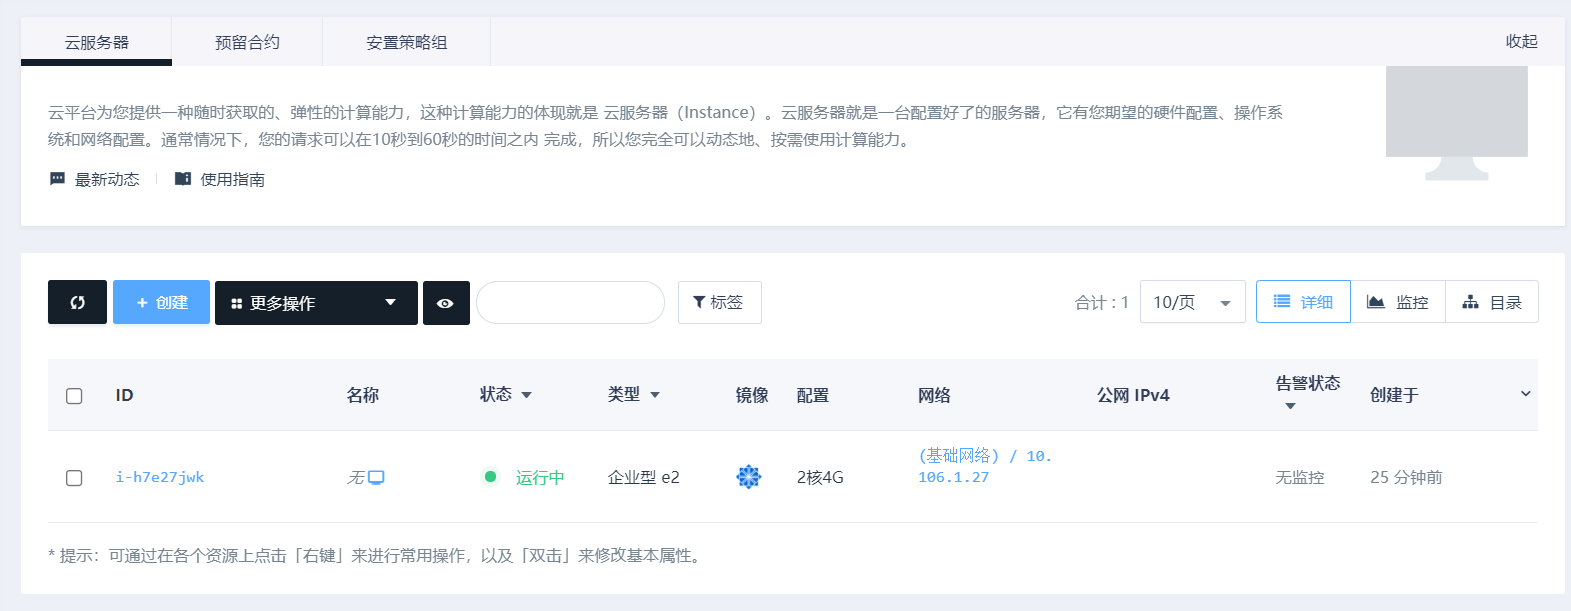 云服务器 预留合约 安置策略组 收起
云平台为您提供一种随时获取的、弹性的计算能力，这种计算能力的体现就是 云服务器（Instance）。云服务器就是一台配置好了的服务器，它有您期望的硬件配置、操作系
统和网络配置。通常情况下，您的请求可以在10秒到60秒的时间之内 完成，所以您完全可以动态地、按需使用计算能力。
最新动态 使用指南
+ 创建 更多操作 标签 合计 : 1 10/页 详细 监控 目录
ID 名称 状态 类型 镜像 配置 网络 公网 IPv4 告警状态 创建于
i-h7e27jwk 无 运行中 企业型 e2 2核4G (基础网络) / 10. 无监控 25 分钟前
106.1.27
* 提示：可通过在各个资源上点击「右键」来进行常用操作，以及「双击」来修改基本属性。